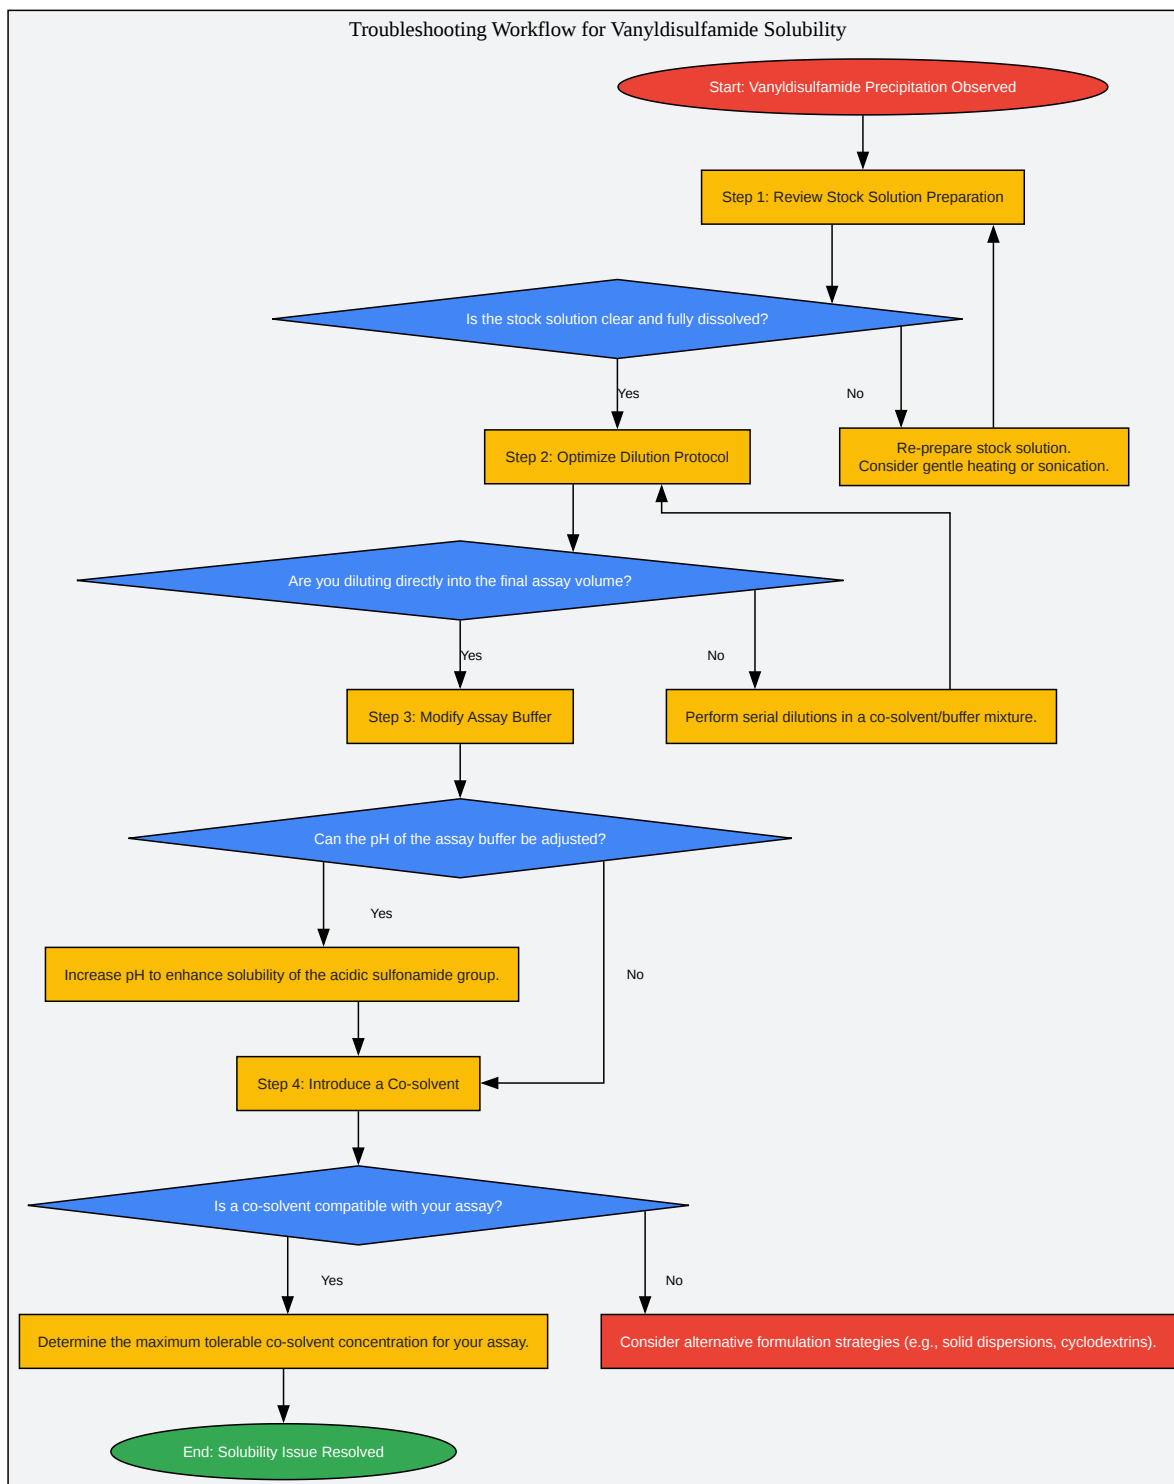 Troubleshooting Workflow for Vanyldisulfamide Solubility
Start: Vanyldisulfamide Precipitation Observed
Step 1: Review Stock Solution Preparation
Is the stock solution clear and fully dissolved?
Yes
No
Step 2: Optimize Dilution Protocol
Re-prepare stock solution.
Consider gentle heating or sonication.
Are you diluting directly into the final assay volume?
Yes
No
Step 3: Modify Assay Buffer
Perform serial dilutions in a co-solvent/buffer mixture.
Can the pH of the assay buffer be adjusted?
Yes
No
Increase pH to enhance solubility of the acidic sulfonamide group.
Step 4: Introduce a Co-solvent
Is a co-solvent compatible with your assay?
Yes
No
Determine the maximum tolerable co-solvent concentration for your assay.
Consider alternative formulation strategies (e.g., solid dispersions, cyclodextrins).
End: Solubility Issue Resolved